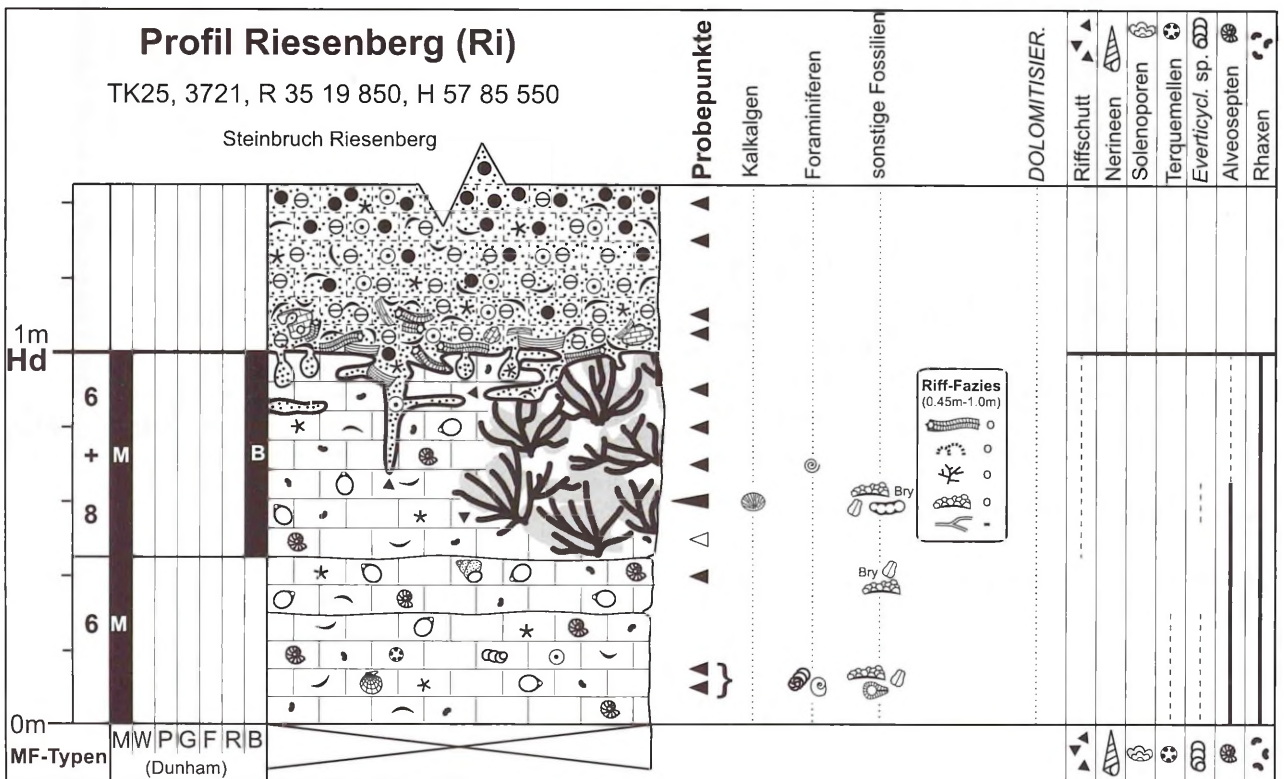 Profil Riesenberg (Ri)
TK25, 3721, R 35 19 850, H 57 85 550
Steinbruch Riesenberg
Probepunkte
Kalkalgen
Foraminiferen
sonstige Fossilien
DOLOMITISIER.
Riffschutt
Nerineen
Solenoporen
Terquemellen
Everticycl. sp.
Alveosepten
Rhaxen
1m
Hd
6
+
8
M
B
Riff-Fazies
(0.45m-1.0m)
o
o
o
o
-
Bry
Bry
6
M
0m
MF-Typen
M W P G F R B
(Dunham)